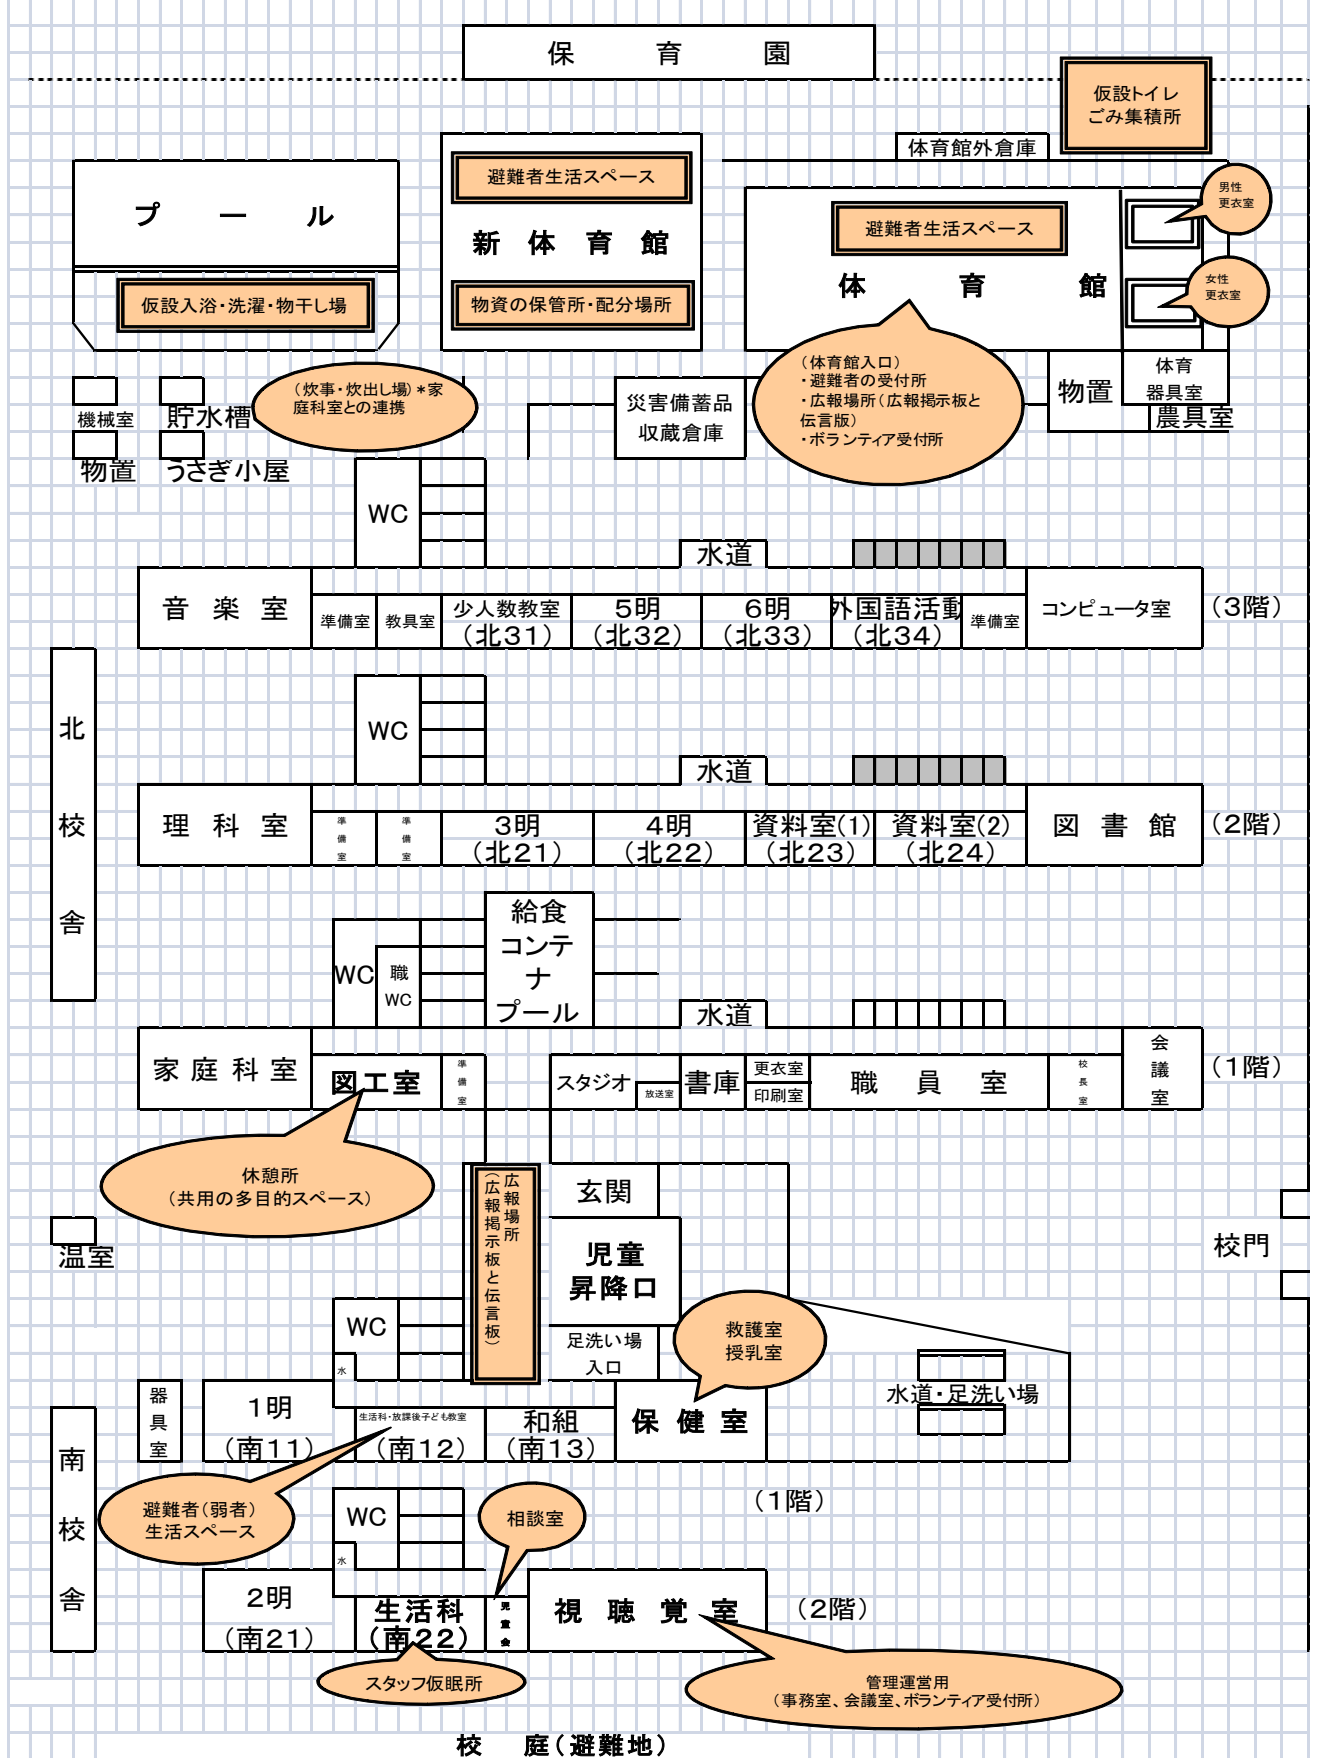 保 育 園
仮設トイレ
ごみ集積所
体育館外倉庫
避難者生活スペース
男性
更衣室
プ ー ル
避難者生活スペース
新 体 育 館
体 育 館
女性
更衣室
仮設入浴・洗濯・物干し場
物資の保管所・配分場所
(体育館入口)
・避難者の受付所
・広報場所(広報掲示板と
伝言版)
・ボランティア受付所
物置
体育
器具室
農具室
(炊事・炊出し場)*家
庭科室との連携
災害備蓄品
収蔵倉庫
機械室
貯水槽
物置
うさぎ小屋
WC
水道
音 楽 室
準備室
教具室
少人数教室
(北31)
5明
(北32)
6明
(北33)
外国語活動
(北34)
準備室
コンピュータ室
(3階)
北
校
舎
WC
水道
理 科 室
準
備
室
準
備
室
3明
(北21)
4明
(北22)
資料室(1)
(北23)
資料室(2)
(北24)
図 書 館
(2階)
給食
コンテ
ナ
プール
WC
職
WC
水道
家 庭 科 室
図工室
準
備
室
スタジオ
放送室
書庫
更衣室
印刷室
職 員 室
校
長
室
会
議
室
(1階)
休憩所
(共用の多目的スペース)
広報場所
(広報掲示板と伝言板)
玄関
児童
昇降口
足洗い場
入口
温室
校門
救護室
授乳室
WC
水
水道・足洗い場
器
具
室
1明
(南11)
生活科・放課後子ども教室
(南12)
和組
(南13)
保 健 室
(1階)
南
校
舎
避難者(弱者)
生活スペース
WC
水
相談室
2明
(南21)
生活科
(南22)
児
童
会
視 聴 覚 室
(2階)
スタッフ仮眠所
管理運営用
(事務室、会議室、ボランティア受付所)
校 庭(避難地)